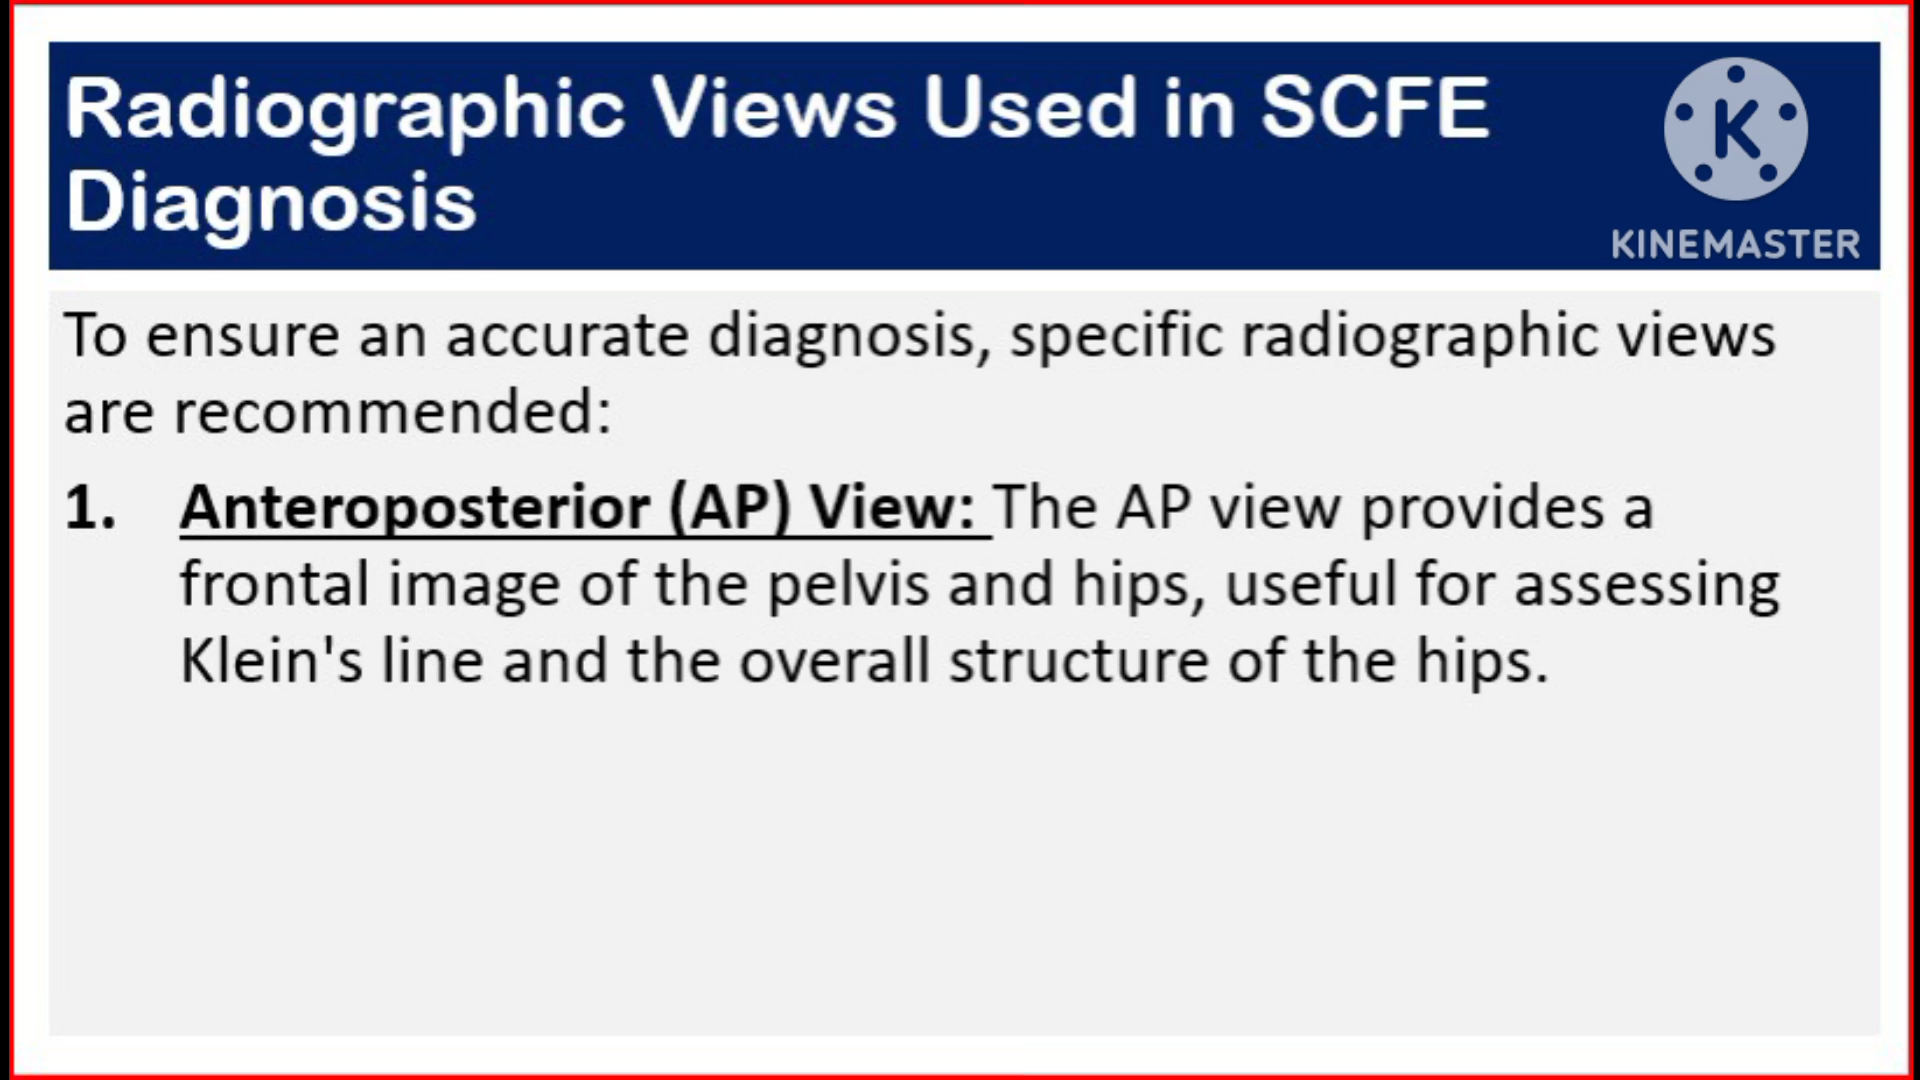 Radiographic Views Used in SCFE
Diagnosis
K
KINEMASTER
To ensure an accurate diagnosis, specific radiographic views
are recommended:
1. Anteroposterior (AP) View: The AP view provides a
frontal image of the pelvis and hips, useful for assessing
Klein's line and the overall structure of the hips.